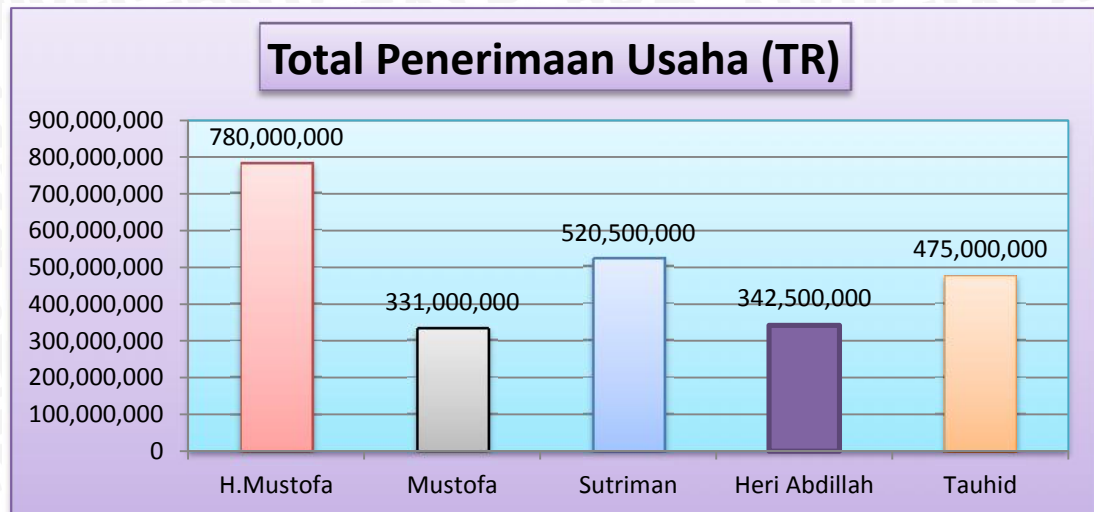 Total Penerimaan Usaha (TR)
900,000,000
800,000,000
700,000,000
600,000,000
500,000,000
400,000,000
300,000,000
200,000,000
100,000,000
0
780,000,000
331,000,000
520,500,000
342,500,000
475,000,000
H.Mustofa
Mustofa
Sutriman
Heri Abdillah
Tauhid